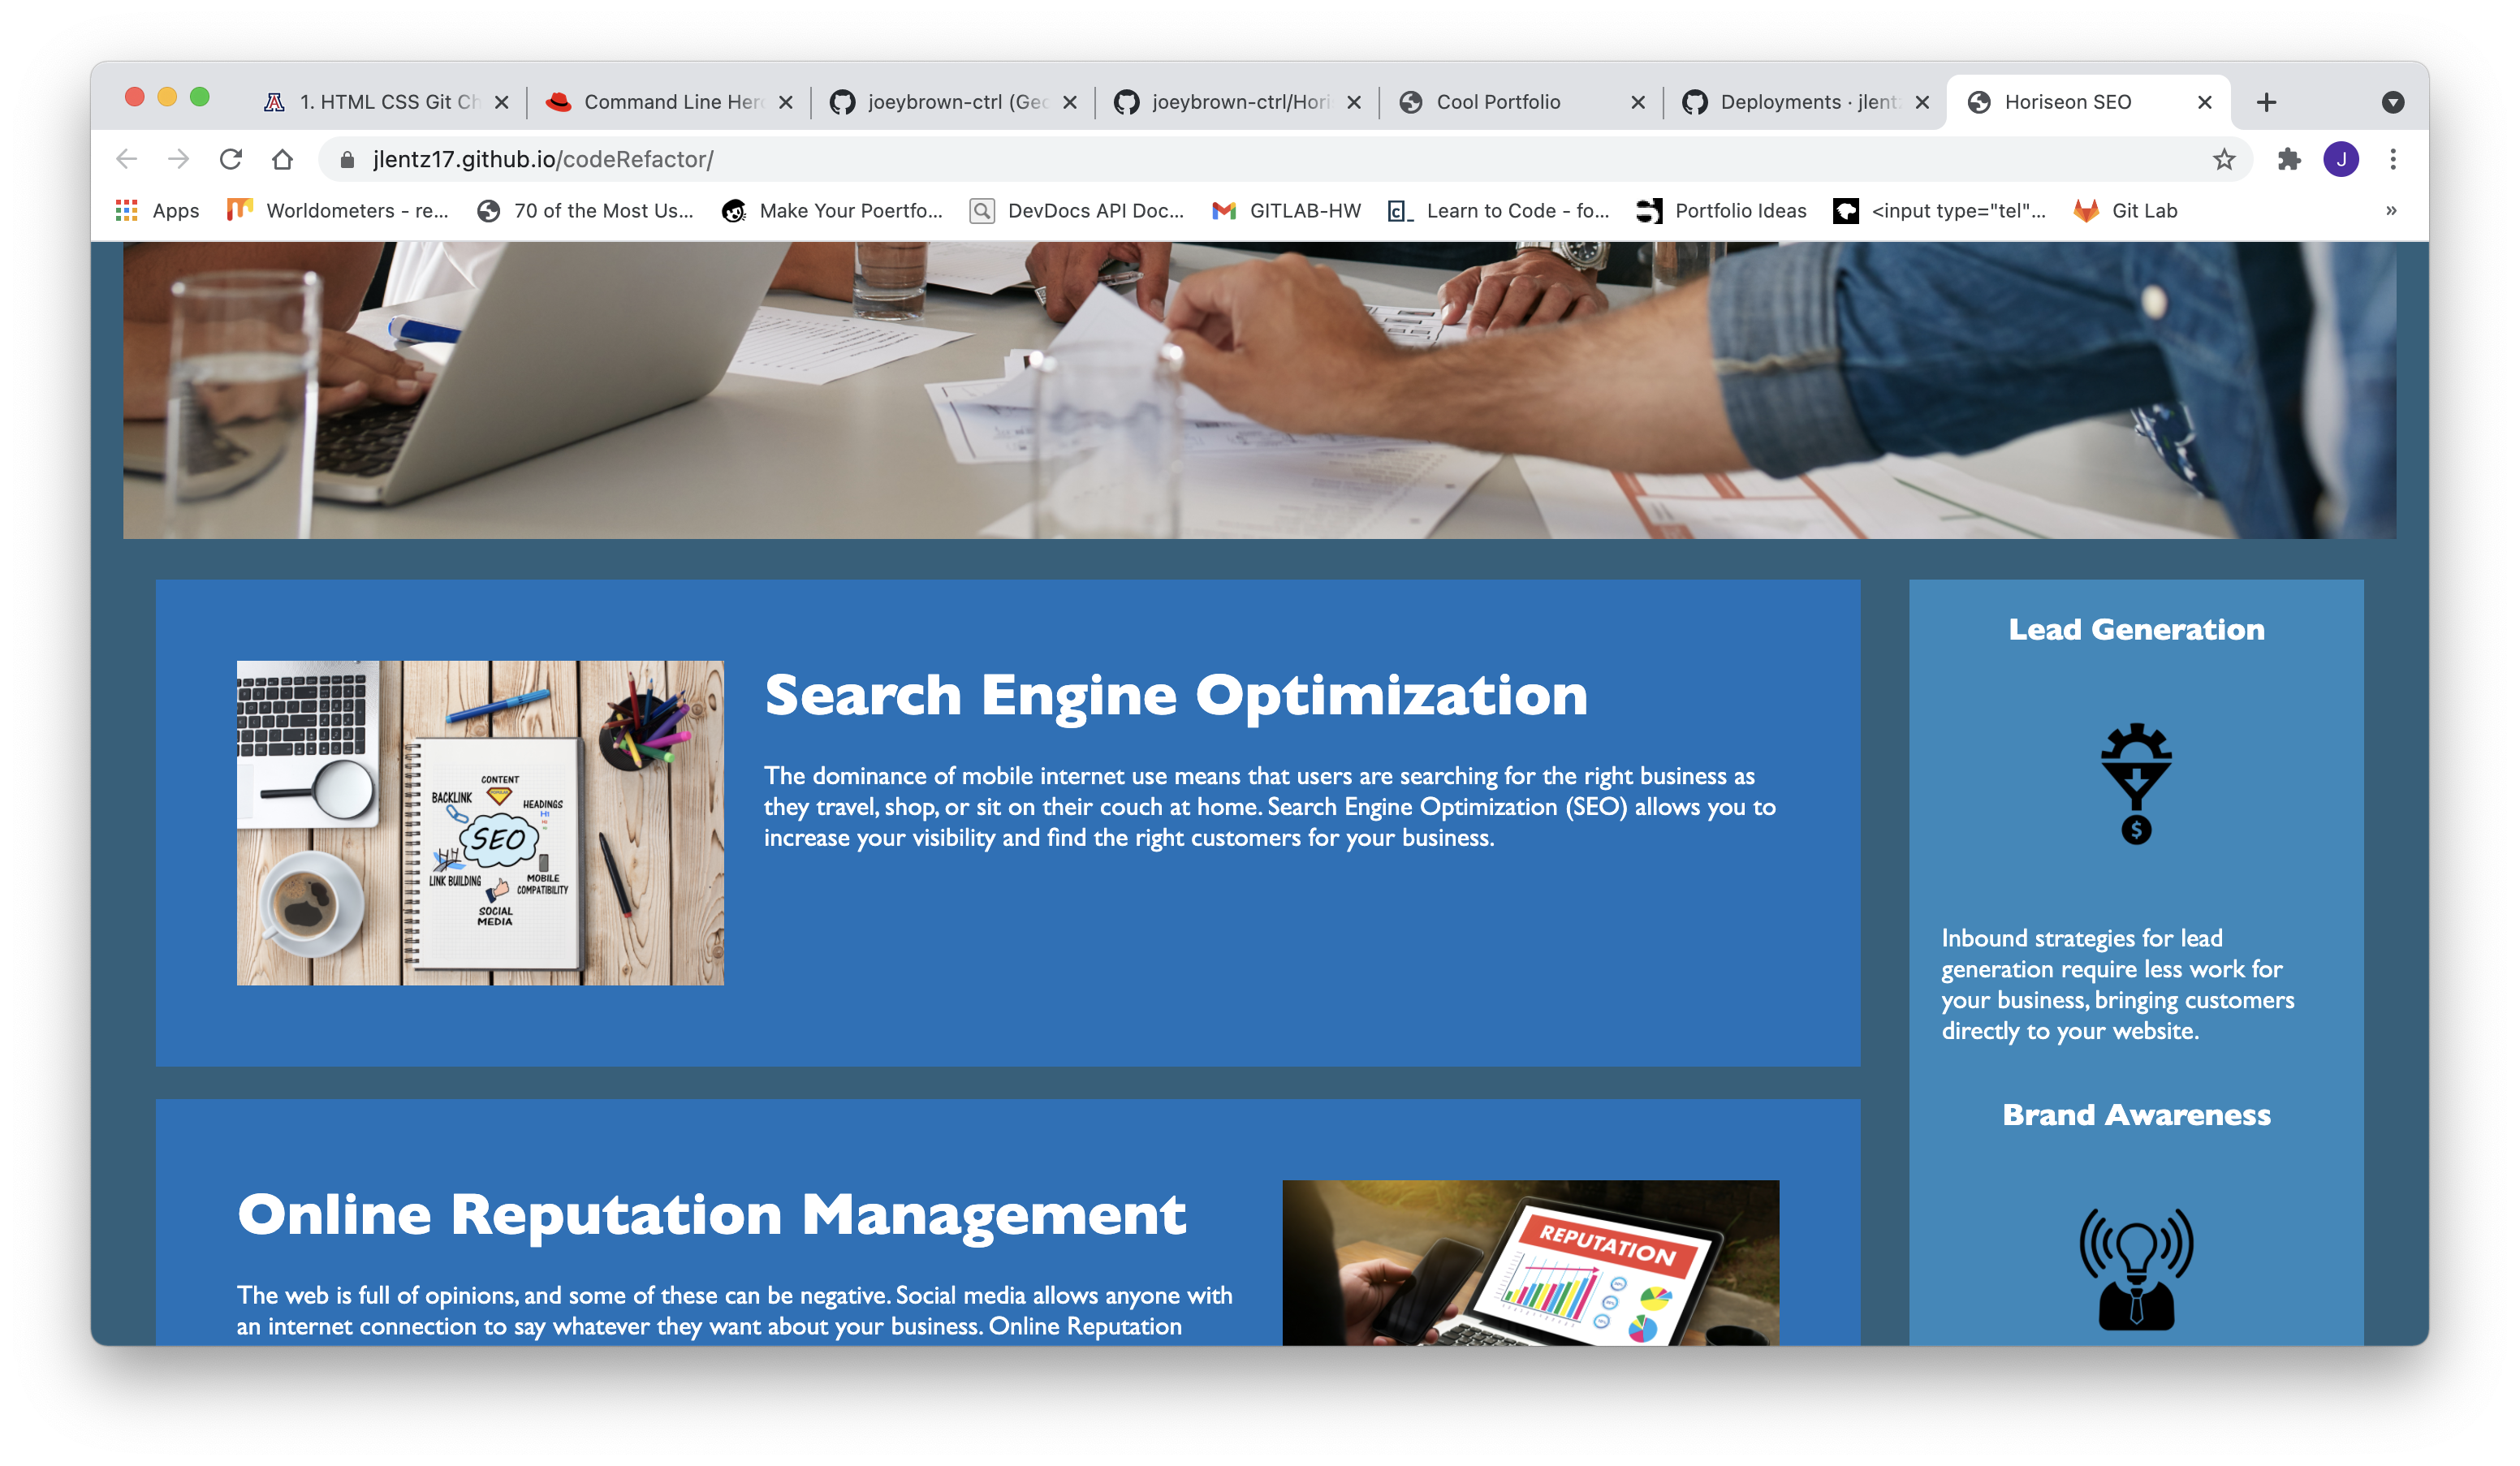 1. HTML CSS Git Ch
Command Line Her
joeybrown-ctrl (Geo
joeybrown-ctrl/Hori
Cool Portfolio
Deployments · jlent
Horiseon SEO
jlentz17.github.io/codeRefactor/
J
Apps
Worldometers - re...
70 of the Most Us...
Make Your Poertfo...
DevDocs API Doc...
GITLAB-HW
Learn to Code - fo...
Portfolio Ideas
<input type="tel"...
Git Lab
»
Search Engine Optimization
The dominance of mobile internet use means that users are searching for the right business as
they travel, shop, or sit on their couch at home. Search Engine Optimization (SEO) allows you to
increase your visibility and find the right customers for your business.
CONTENT
BACKLINK
HEADINGS
H1
SEO
LINK BUILDING
MOBILE
COMPATIBILITY
SOCIAL
MEDIA
Online Reputation Management
The web is full of opinions, and some of these can be negative. Social media allows anyone with
an internet connection to say whatever they want about your business. Online Reputation
REPUTATION
Lead Generation
$
Inbound strategies for lead
generation require less work for
your business, bringing customers
directly to your website.
Brand Awareness